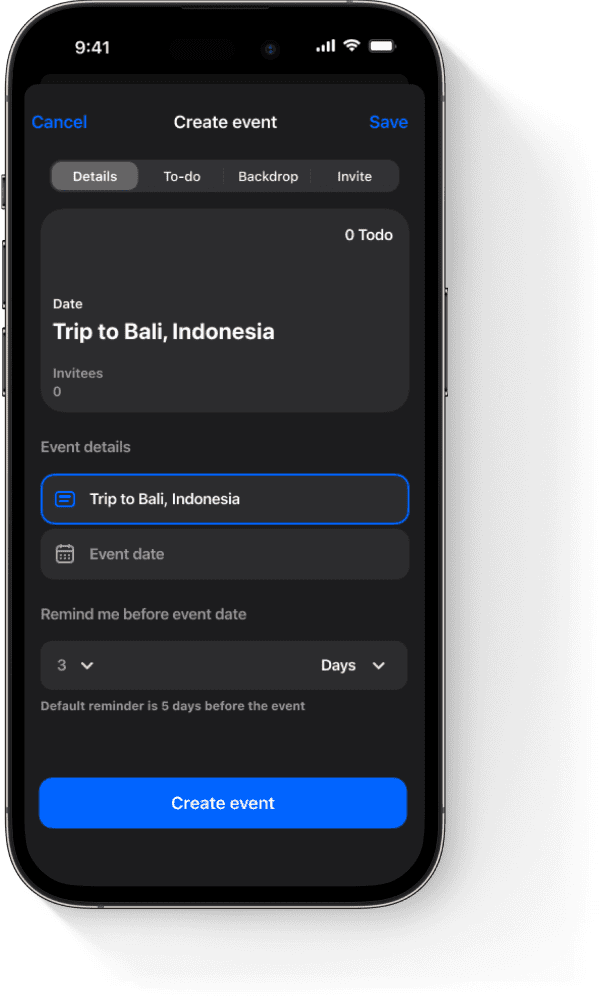 9:41
Cancel Create event Save
Details To-do Backdrop Invite
0 Todo
Date
Trip to Bali, Indonesia
Invitees
0
Event details
Trip to Bali, Indonesia
Event date
Remind me before event date
3 Days
Default reminder is 5 days before the event
Create event